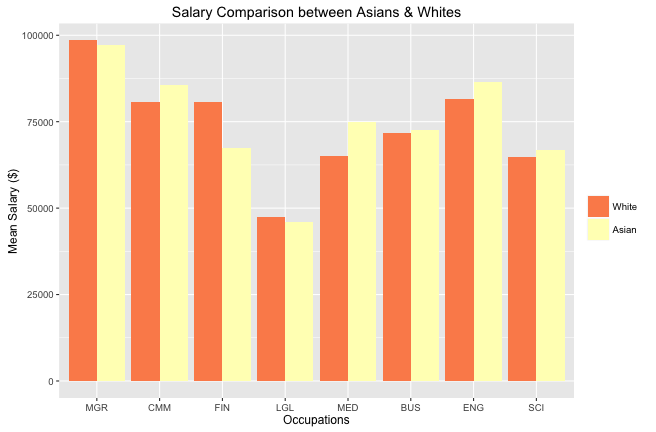 Salary Comparison between Asians & Whites
Mean Salary ($)
100000
75000
50000
25000
0
MGR CMM FIN LGL MED BUS ENG SCI
Occupations
White
Asian